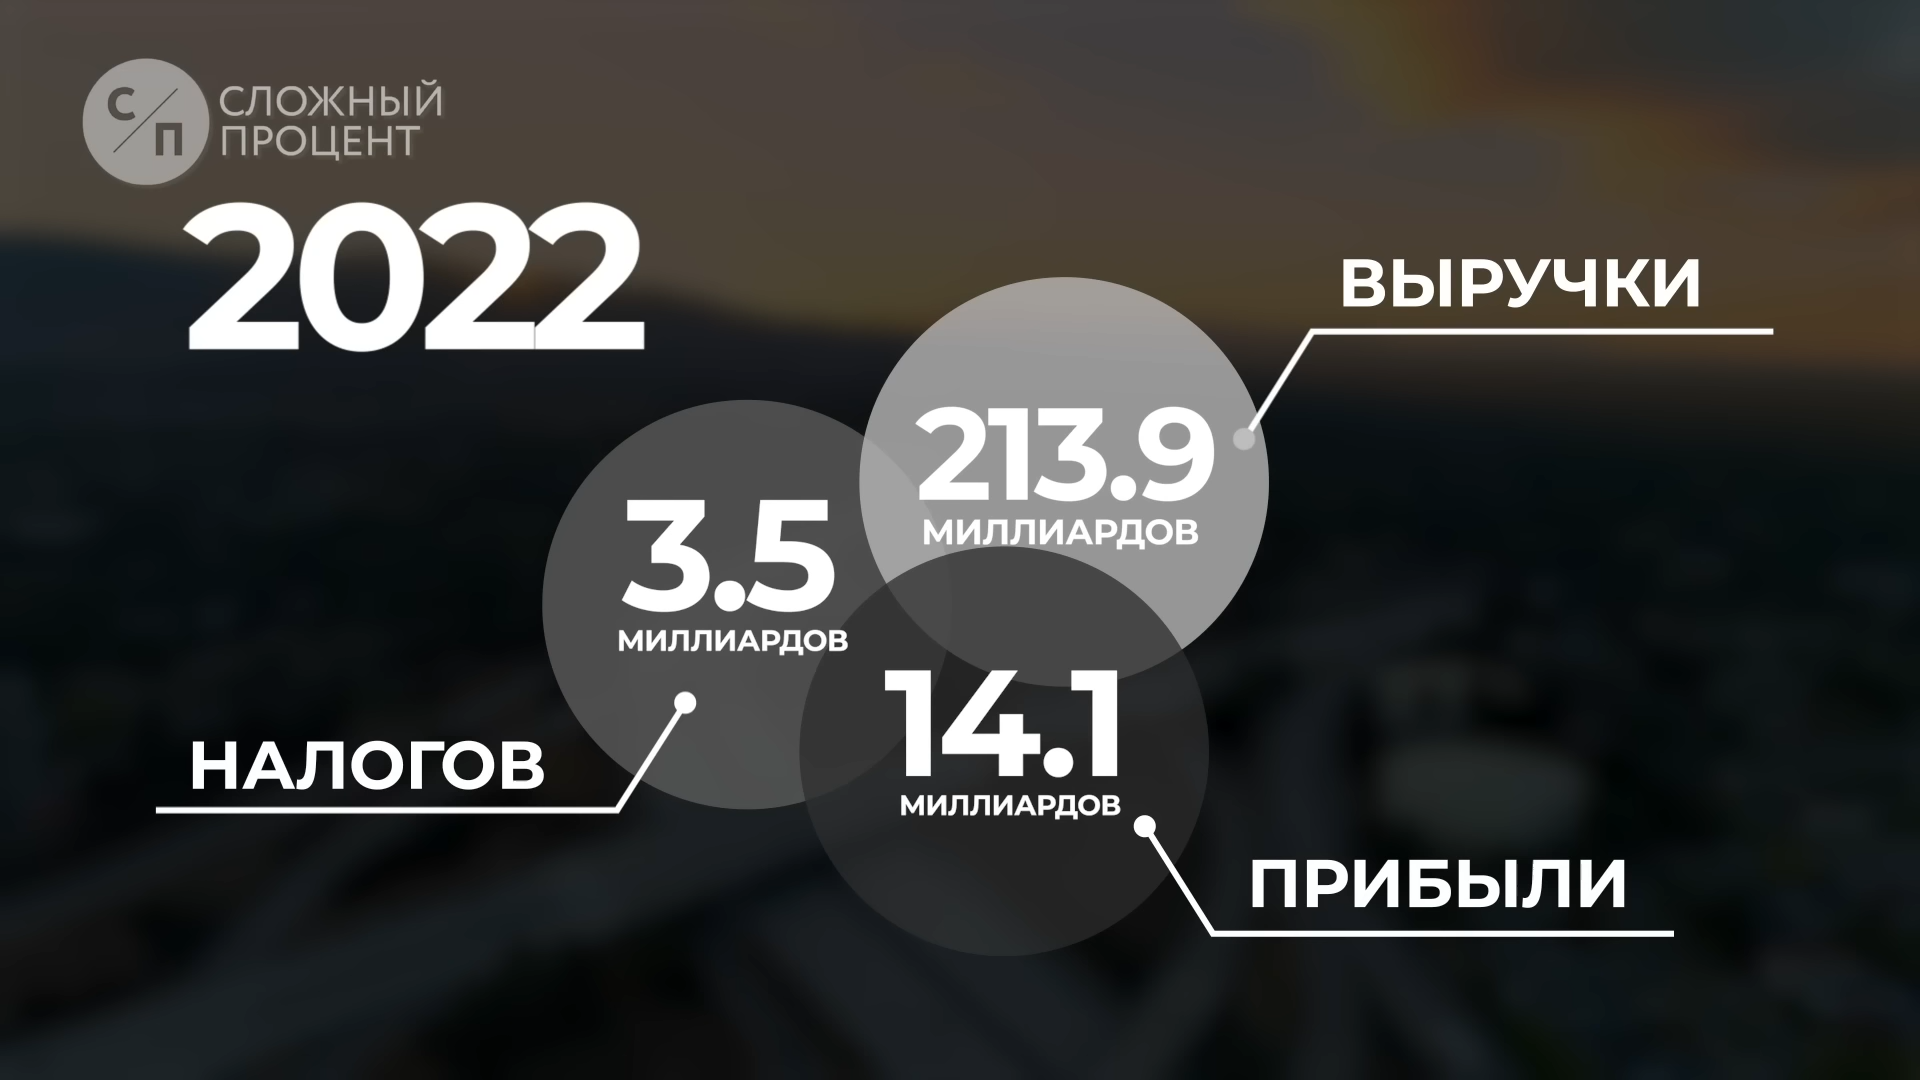 С/П
СЛОЖНЫЙ
ПРОЦЕНТ
2022
ВЫРУЧКИ
213.9
МИЛЛИАРДОВ
3.5
МИЛЛИАРДОВ
14.1
МИЛЛИАРДОВ
НАЛОГОВ
ПРИБЫЛИ